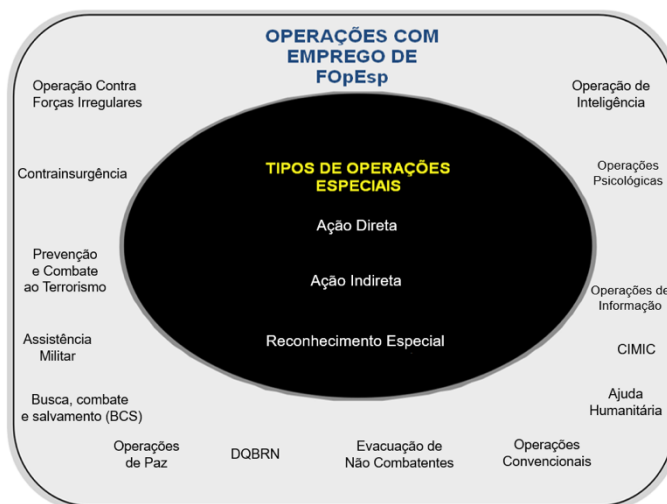 OPERAÇÕES COM
EMPREGO DE
FOpEsp
Operação Contra
Forças Irregulares
Operação de
Inteligência
Contrainsurgência
TIPOS DE OPERAÇÕES
ESPECIAIS
Operações
Psicológicas
Ação Direta
Prevenção
e Combate
ao Terrorismo
Ação Indireta
Operações de
Informação
Assistência
Militar
Reconhecimento Especial
CIMIC
Busca, combate
e salvamento (BCS)
Ajuda
Humanitária
Operações
de Paz
DQBRN
Evacuação de
Não Combatentes
Operações
Convencionais